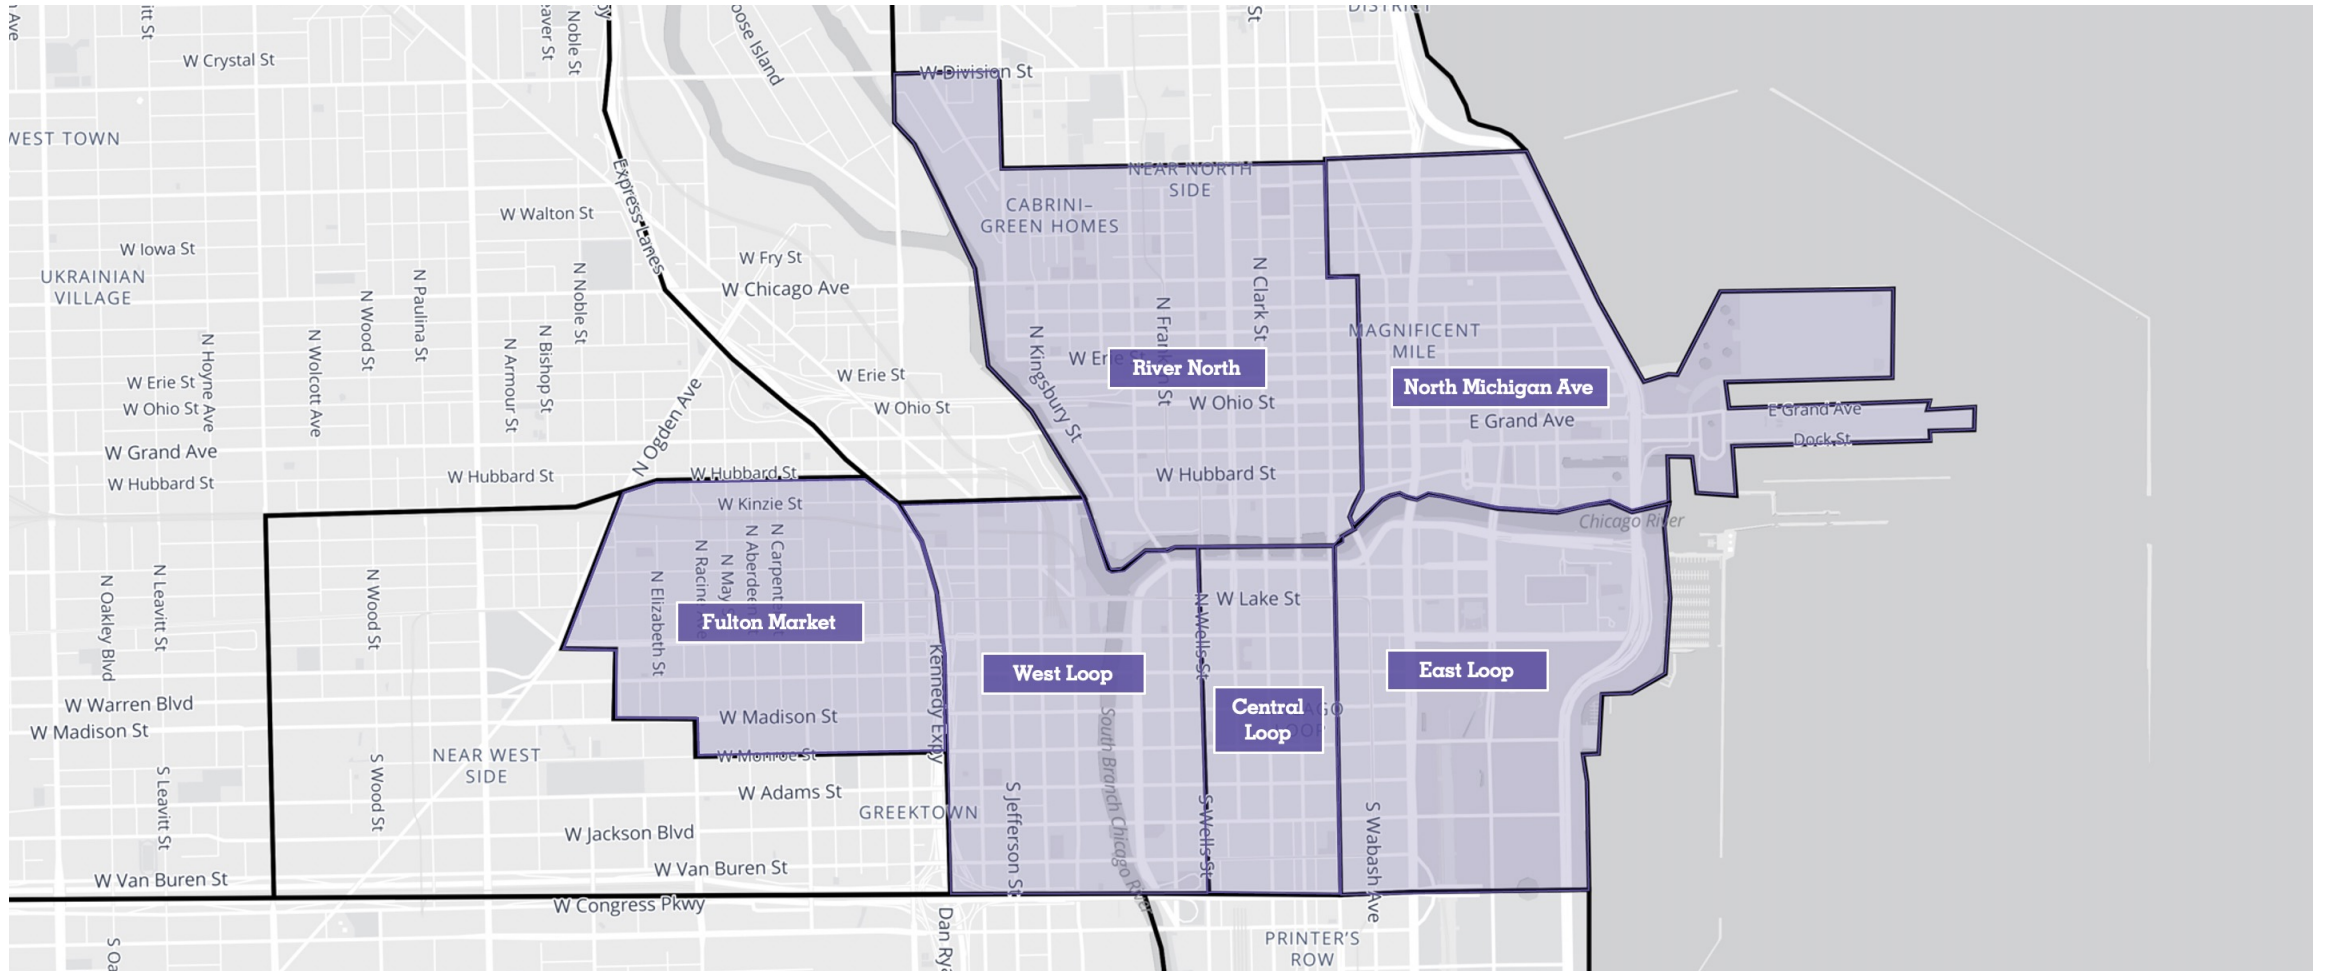 DISTRICT
W Crystal St
W Division St
WEST TOWN
NEAR NORTH
SIDE
CABRINI–
GREEN HOMES
W Walton St
Express Lanes
W Iowa St
UKRAINIAN
VILLAGE
W Fry St
W Chicago Ave
N Noble St
N Noble St
N Paulina St
N Wood St
N Wolcott Ave
N Hoyne Ave
N Armour St
N Bishop St
N Clark St
N Kingsbury St
MAGNIFICENT
MILE
River North
North Michigan Ave
W Erie St
W Ohio St
W Erie St
W Ohio St
W Ohio St
E Grand Ave
E Grand Ave
Dock St
N Ogden Ave
W Grand Ave
W Hubbard St
W Hubbard St
W Hubbard St
W Hubbard St
W Kinzie St
Chicago River
N Oakley Blvd
N Leavitt St
N Wood St
N Elizabeth St
Fulton Market
W Lake St
N Wells St
West Loop
Central
Loop
East Loop
Kennedy Expy
W Warren Blvd
W Madison St
W Madison St
W Monroe St
NEAR WEST
SIDE
W Adams St
GREEKTOWN
S Leavitt St
S Wood St
S Jefferson St
South Branch Chicago River
S Wells St
S Wabash Ave
W Jackson Blvd
W Van Buren St
W Van Buren St
W Congress Pkwy
PRINTER'S
ROW